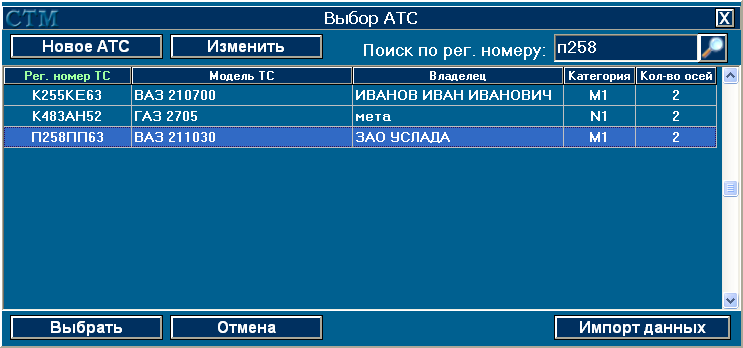 СТМ Выбор АТС X
Новое АТС Изменить Поиск по рег. номеру: п258
Рег. номер ТС Модель ТС Владелец Категория Кол-во осей
К255КЕ63 ВАЗ 210700 ИВАНОВ ИВАН ИВАНОВИЧ М1 2
К483АН52 ГАЗ 2705 мета N1 2
П258ПП63 ВАЗ 211030 ЗАО УСЛАДА М1 2
Выбрать Отмена Импорт данных